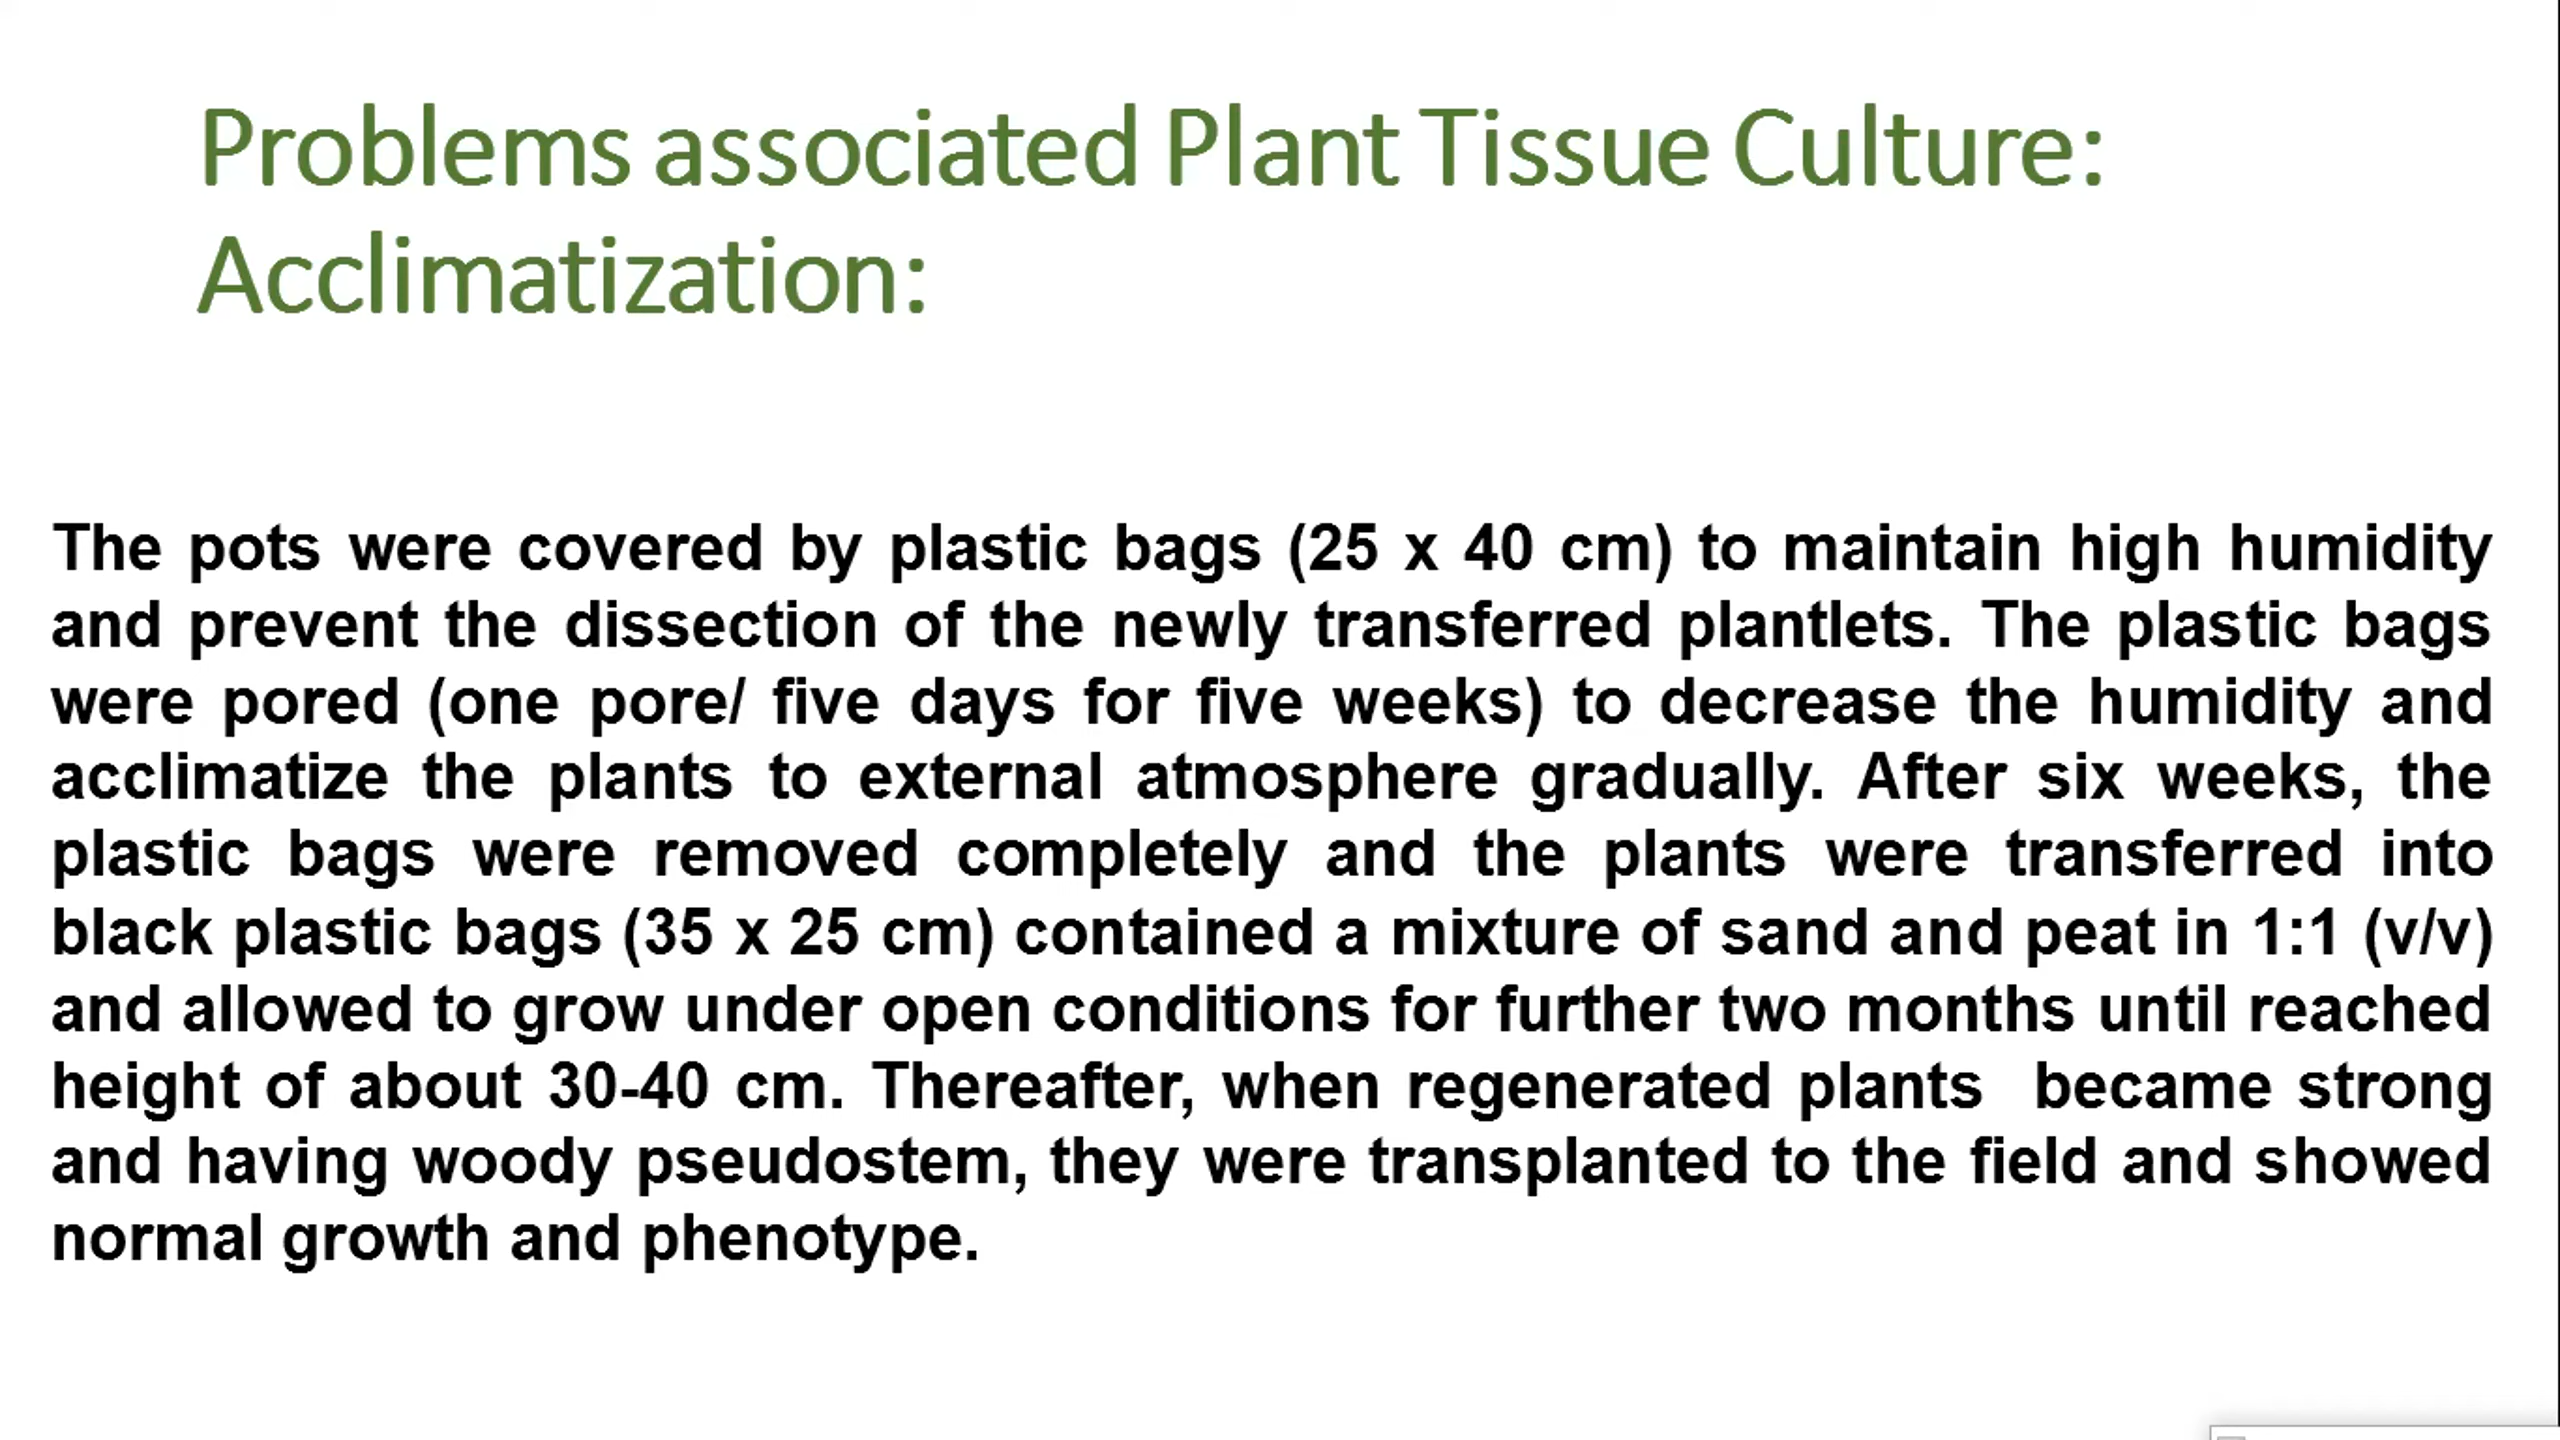 Problems associated Plant Tissue Culture:
Acclimatization:
The pots were covered by plastic bags (25 x 40 cm) to maintain high humidity
and prevent the dissection of the newly transferred plantlets. The plastic bags
were pored (one pore/ five days for five weeks) to decrease the humidity and
acclimatize the plants to external atmosphere gradually. After six weeks, the
plastic bags were removed completely and the plants were transferred into
black plastic bags (35 x 25 cm) contained a mixture of sand and peat in 1:1 (v/v)
and allowed to grow under open conditions for further two months until reached
height of about 30-40 cm. Thereafter, when regenerated plants  became strong
and having woody pseudostem, they were transplanted to the field and showed
normal growth and phenotype.